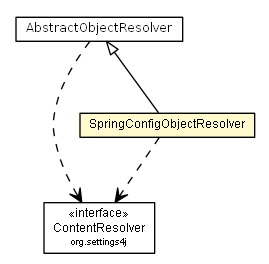 AbstractObjectResolver
SpringConfigObjectResolver
«interface»
ContentResolver
org.settings4j